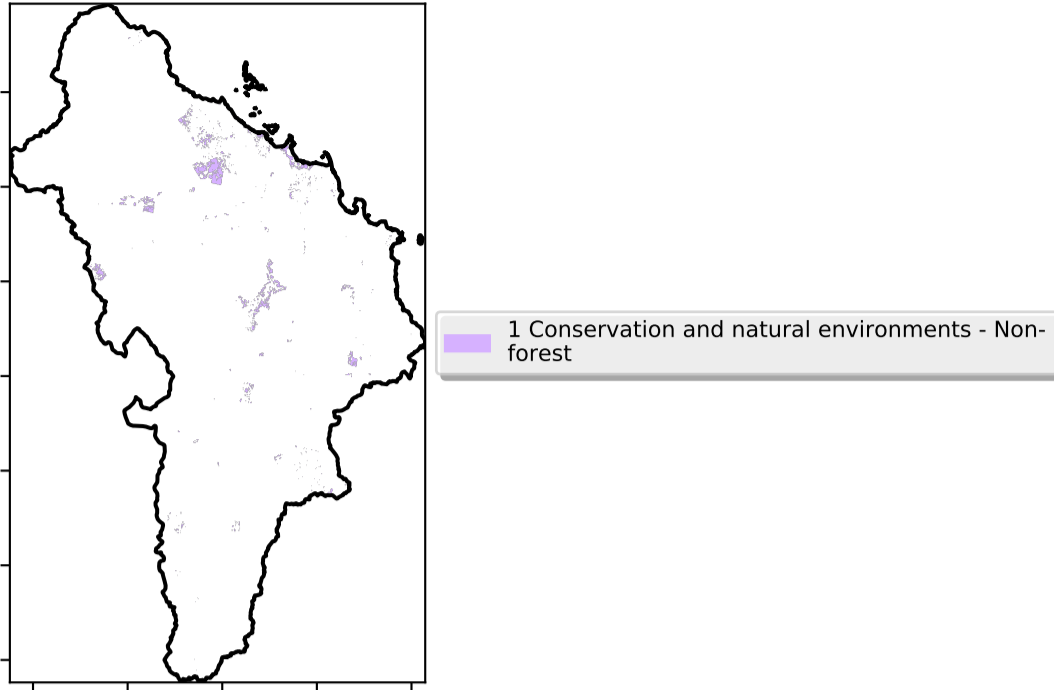 1 Conservation and natural environments - Non-
forest